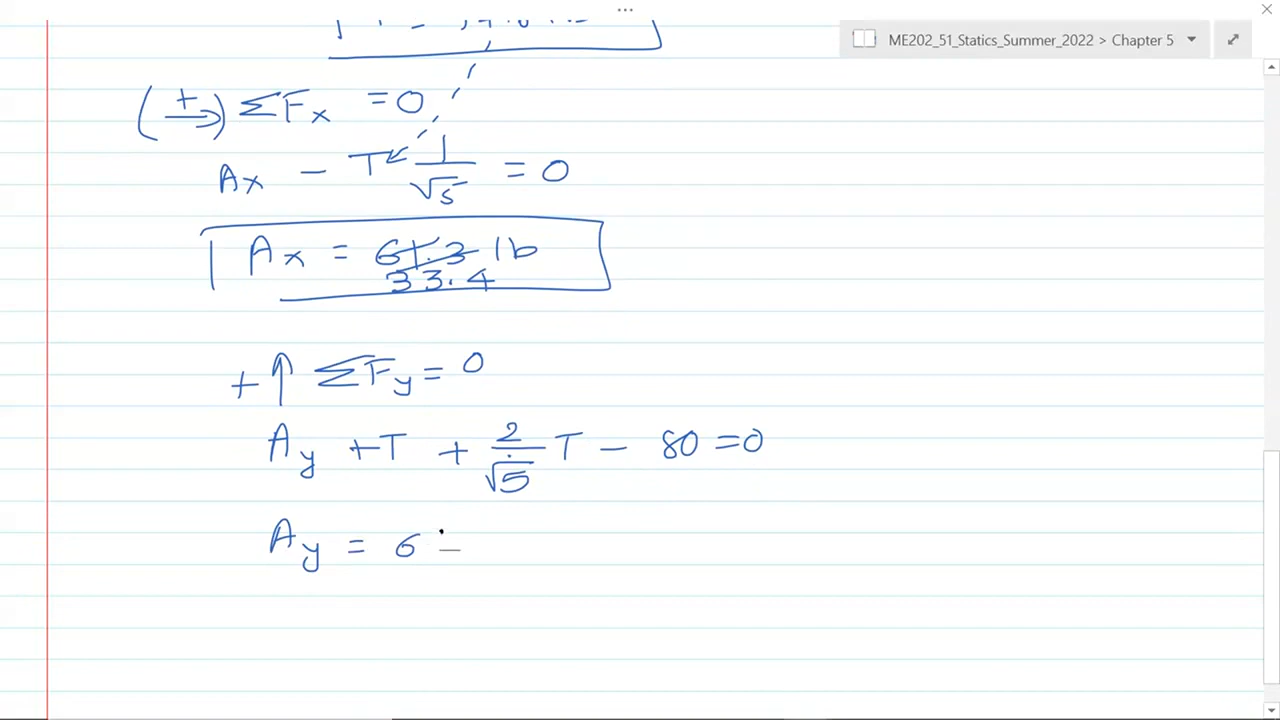 ME202_51_Statics_Summer_2022 > Chapter 5
(+→) ΣFx = 0
Ax - T 1/√5 = 0
Ax = 61.3 lb
33.4
+↑ ΣFy = 0
Ay + T + 2/√5 T - 80 = 0
Ay = 6